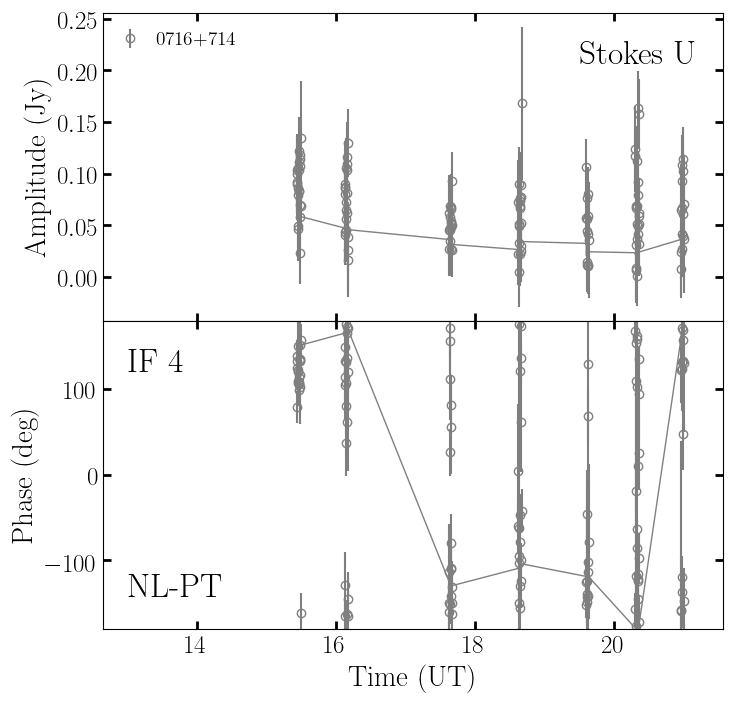 0.25
0.20
0.15
0.10
0.05
0.00
Amplitude (Jy)
0716+714
Stokes U
100
0
−100
Phase (deg)
IF 4
NL-PT
14 16 18 20
Time (UT)